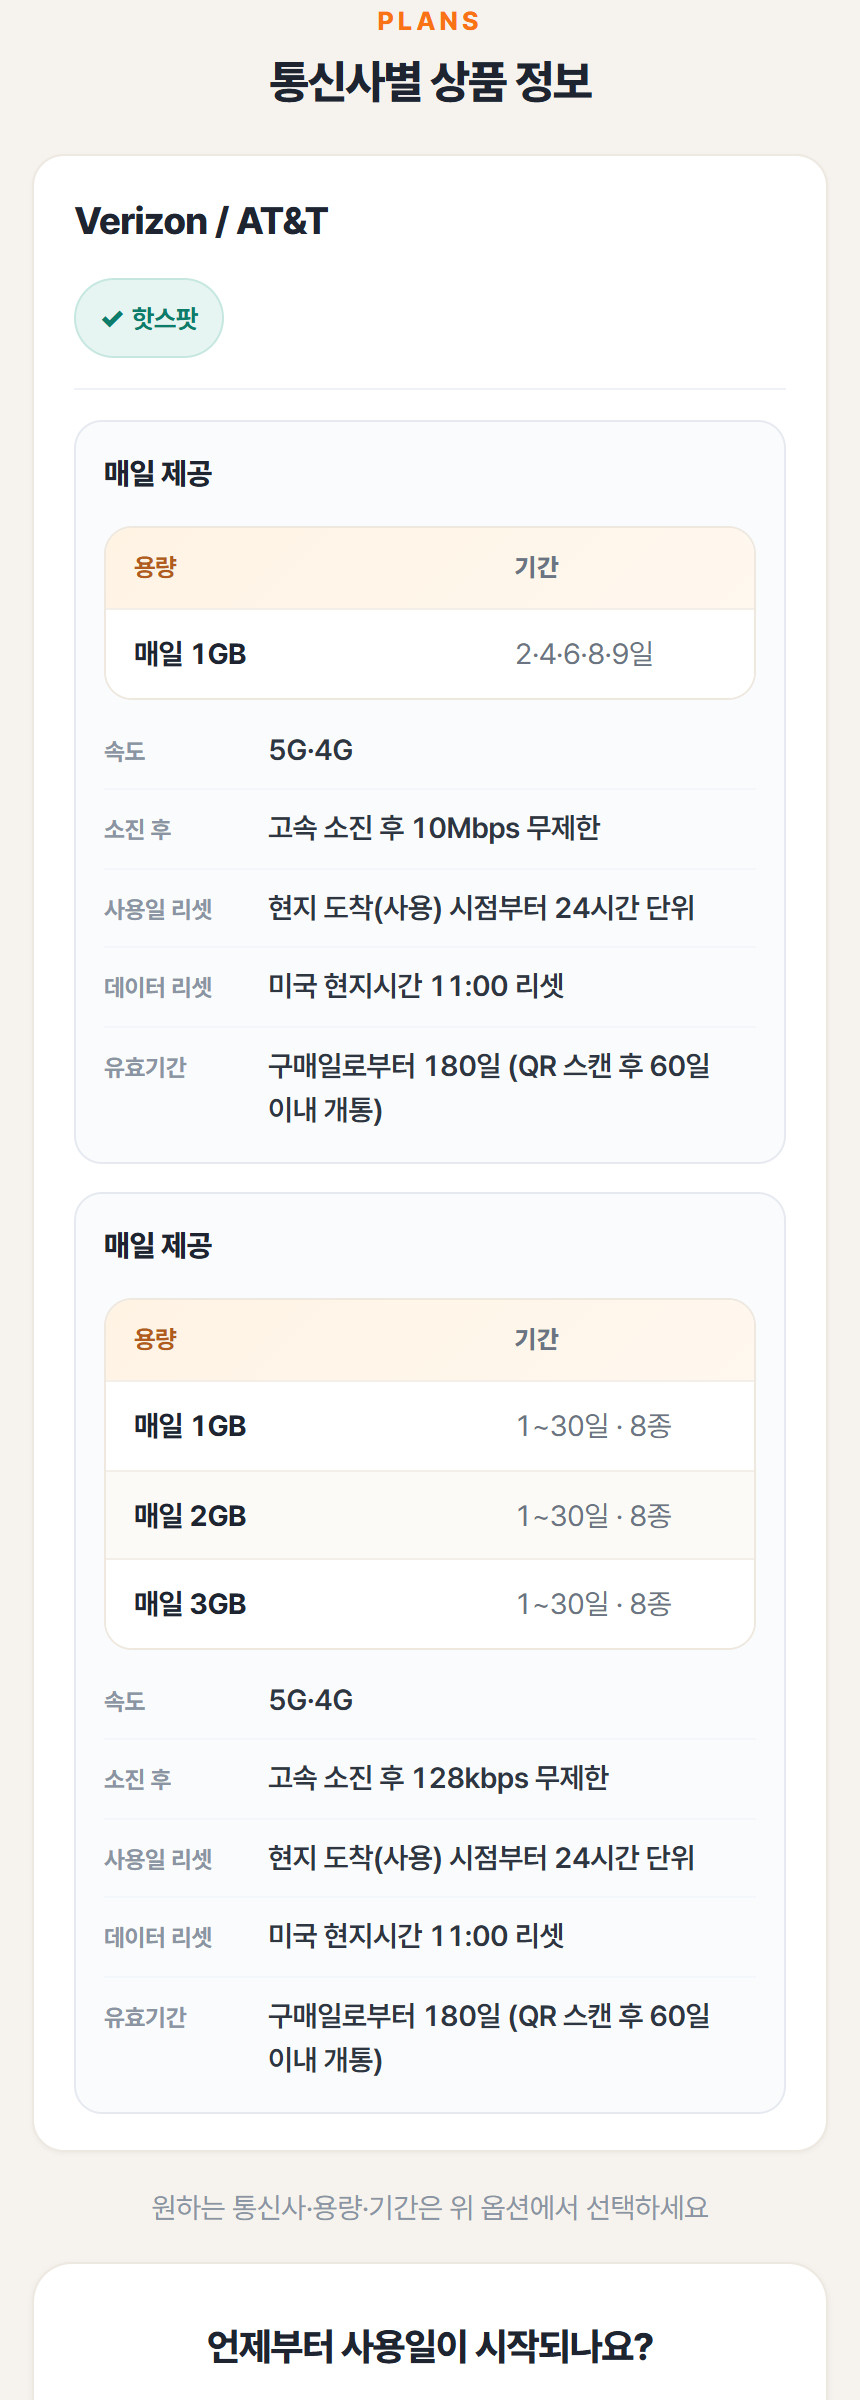 PLANS
통신사별 상품 정보
Verizon / AT&T
✔ 핫스팟
매일 제공
용량 기간
매일 1GB 2·4·6·8·9일
속도 5G·4G
소진 후 고속 소진 후 10Mbps 무제한
사용일 리셋 현지 도착(사용) 시점부터 24시간 단위
데이터 리셋 미국 현지시간 11:00 리셋
유효기간 구매일로부터 180일 (QR 스캔 후 60일
이내 개통)
매일 제공
용량 기간
매일 1GB 1~30일 · 8종
매일 2GB 1~30일 · 8종
매일 3GB 1~30일 · 8종
속도 5G·4G
소진 후 고속 소진 후 128kbps 무제한
사용일 리셋 현지 도착(사용) 시점부터 24시간 단위
데이터 리셋 미국 현지시간 11:00 리셋
유효기간 구매일로부터 180일 (QR 스캔 후 60일
이내 개통)
원하는 통신사·용량·기간은 위 옵션에서 선택하세요
언제부터 사용일이 시작되나요?